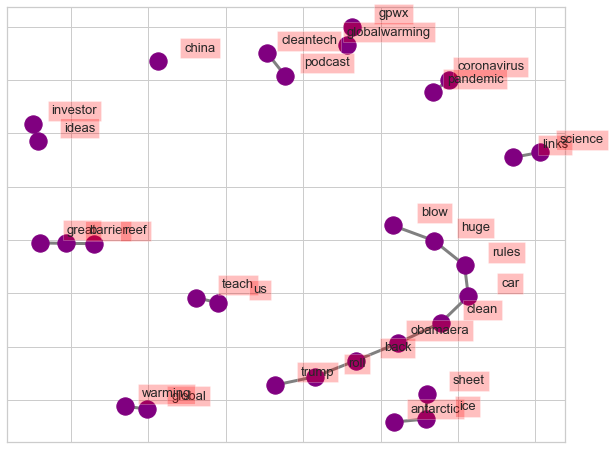 gpwx
cleantech globalwarming
china
podcast
coronavirus
pandemic
investor
ideas
science
links
blow
great barrier reef
huge
rules
car
teach
us
clean
obamaera
back
roll
trump
sheet
warming
global
antarctic ice